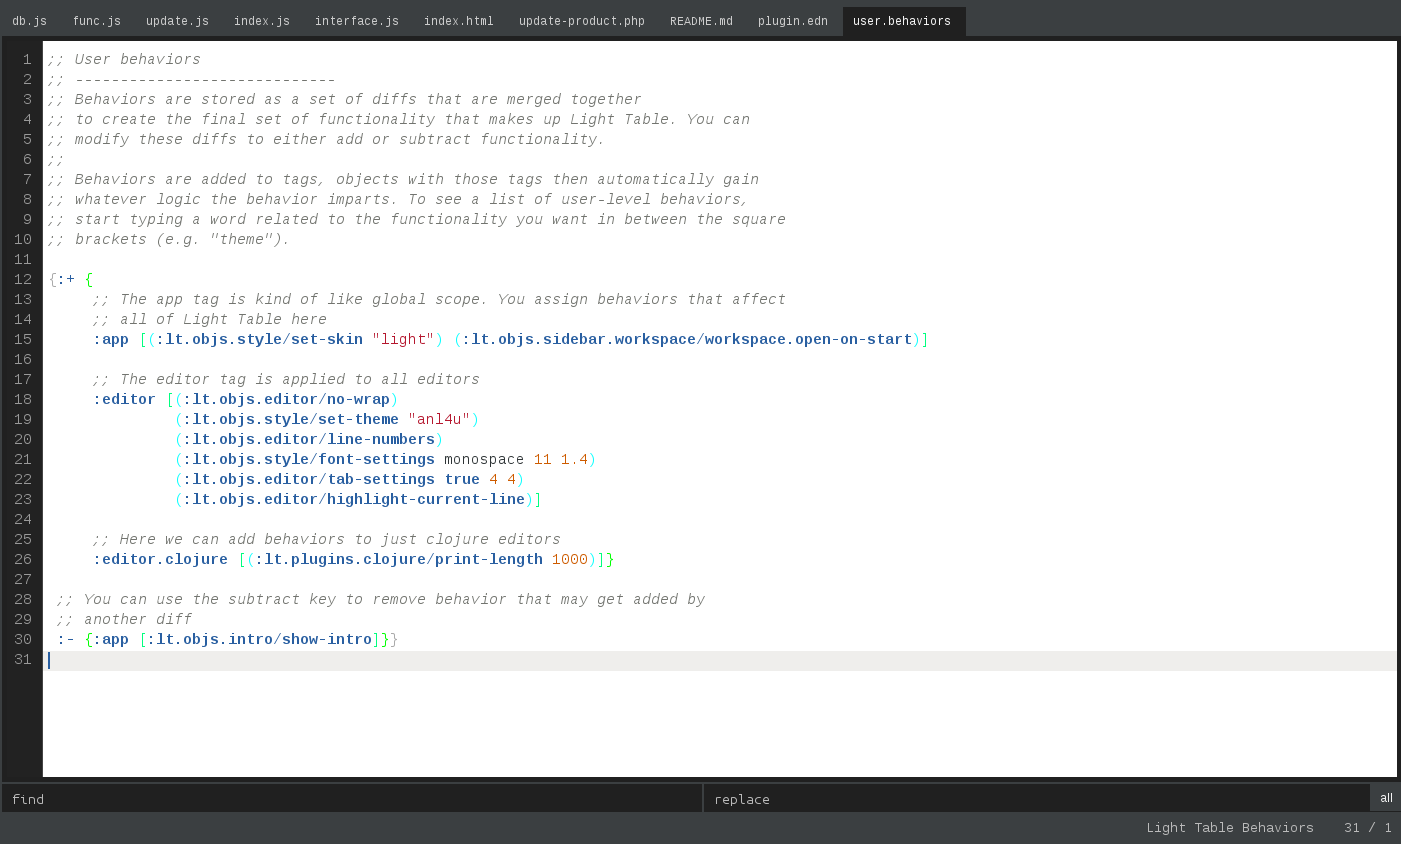 db.js func.js update.js index.js interface.js index.html update-product.php README.md plugin.edn user.behaviors
1 ;; User behaviors
2 ;; -----------------------------
3 ;; Behaviors are stored as a set of diffs that are merged together
4 ;; to create the final set of functionality that makes up Light Table. You can
5 ;; modify these diffs to either add or subtract functionality.
6 ;;
7 ;; Behaviors are added to tags, objects with those tags then automatically gain
8 ;; whatever logic the behavior imparts. To see a list of user-level behaviors,
9 ;; start typing a word related to the functionality you want in between the square
10 ;; brackets (e.g. "theme").
11
12 {:+ {
13      ;; The app tag is kind of like global scope. You assign behaviors that affect
14      ;; all of Light Table here
15      :app [(:lt.objs.style/set-skin "light") (:lt.objs.sidebar.workspace/workspace.open-on-start)]
16
17      ;; The editor tag is applied to all editors
18      :editor [(:lt.objs.editor/no-wrap)
19               (:lt.objs.style/set-theme "anl4u")
20               (:lt.objs.editor/line-numbers)
21               (:lt.objs.style/font-settings monospace 11 1.4)
22               (:lt.objs.editor/tab-settings true 4 4)
23               (:lt.objs.editor/highlight-current-line)]
24
25      ;; Here we can add behaviors to just clojure editors
26      :editor.clojure [(:lt.plugins.clojure/print-length 1000)]}
27
28  ;; You can use the subtract key to remove behavior that may get added by
29  ;; another diff
30  :- {:app [:lt.objs.intro/show-intro]}}
31
find replace all
Light Table Behaviors 31 / 1